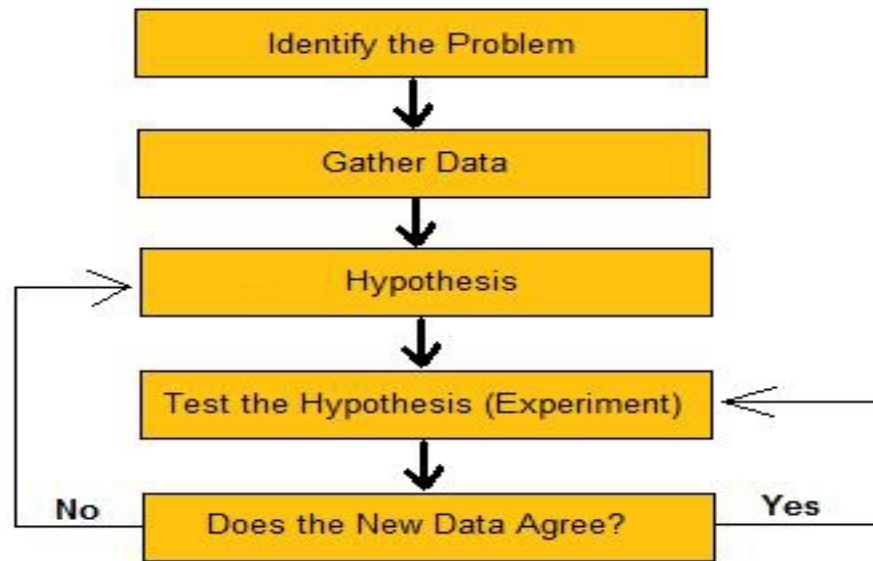 Identify the Problem
Gather Data
Hypothesis
Test the Hypothesis (Experiment)
No
Does the New Data Agree?
Yes